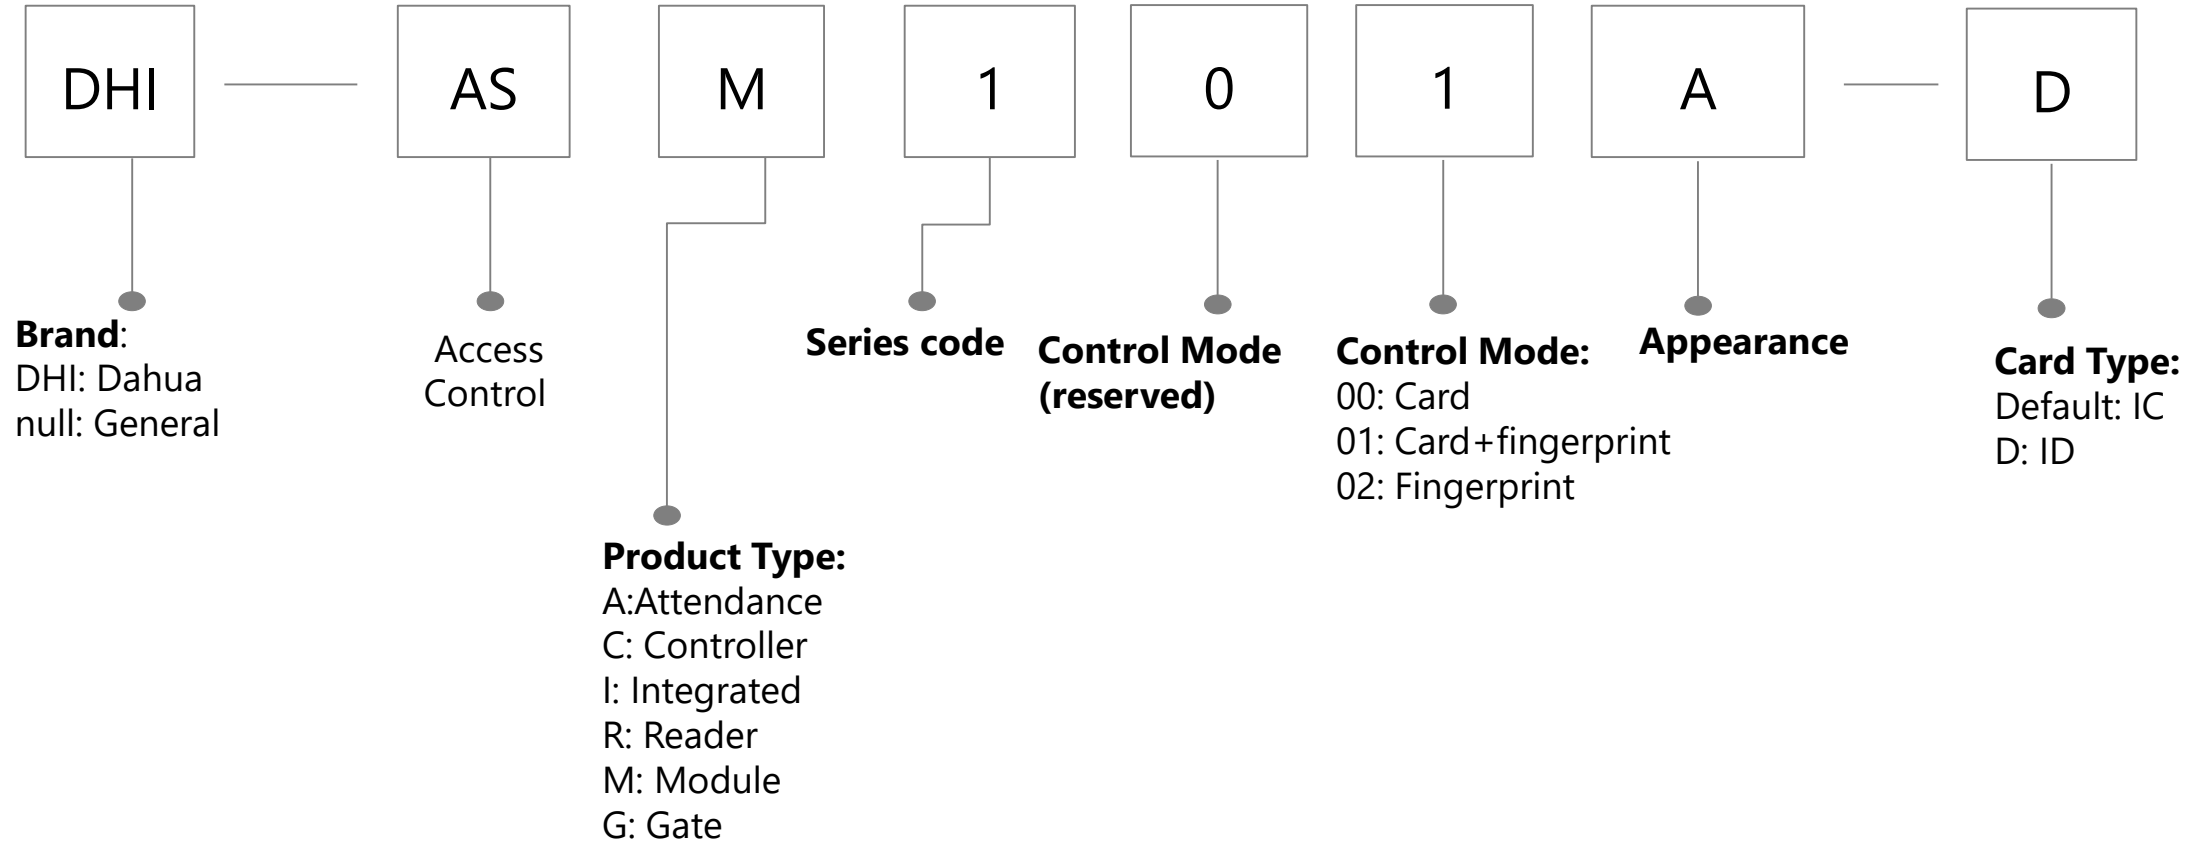 DHI
AS
M
1
0
1
A
D
Brand:
DHI: Dahua
null: General
Access
Control
Product Type:
A:Attendance
C: Controller
I: Integrated
R: Reader
M: Module
G: Gate
Series code
Control Mode
(reserved)
Control Mode:
00: Card
01: Card+fingerprint
02: Fingerprint
Appearance
Card Type:
Default: IC
D: ID